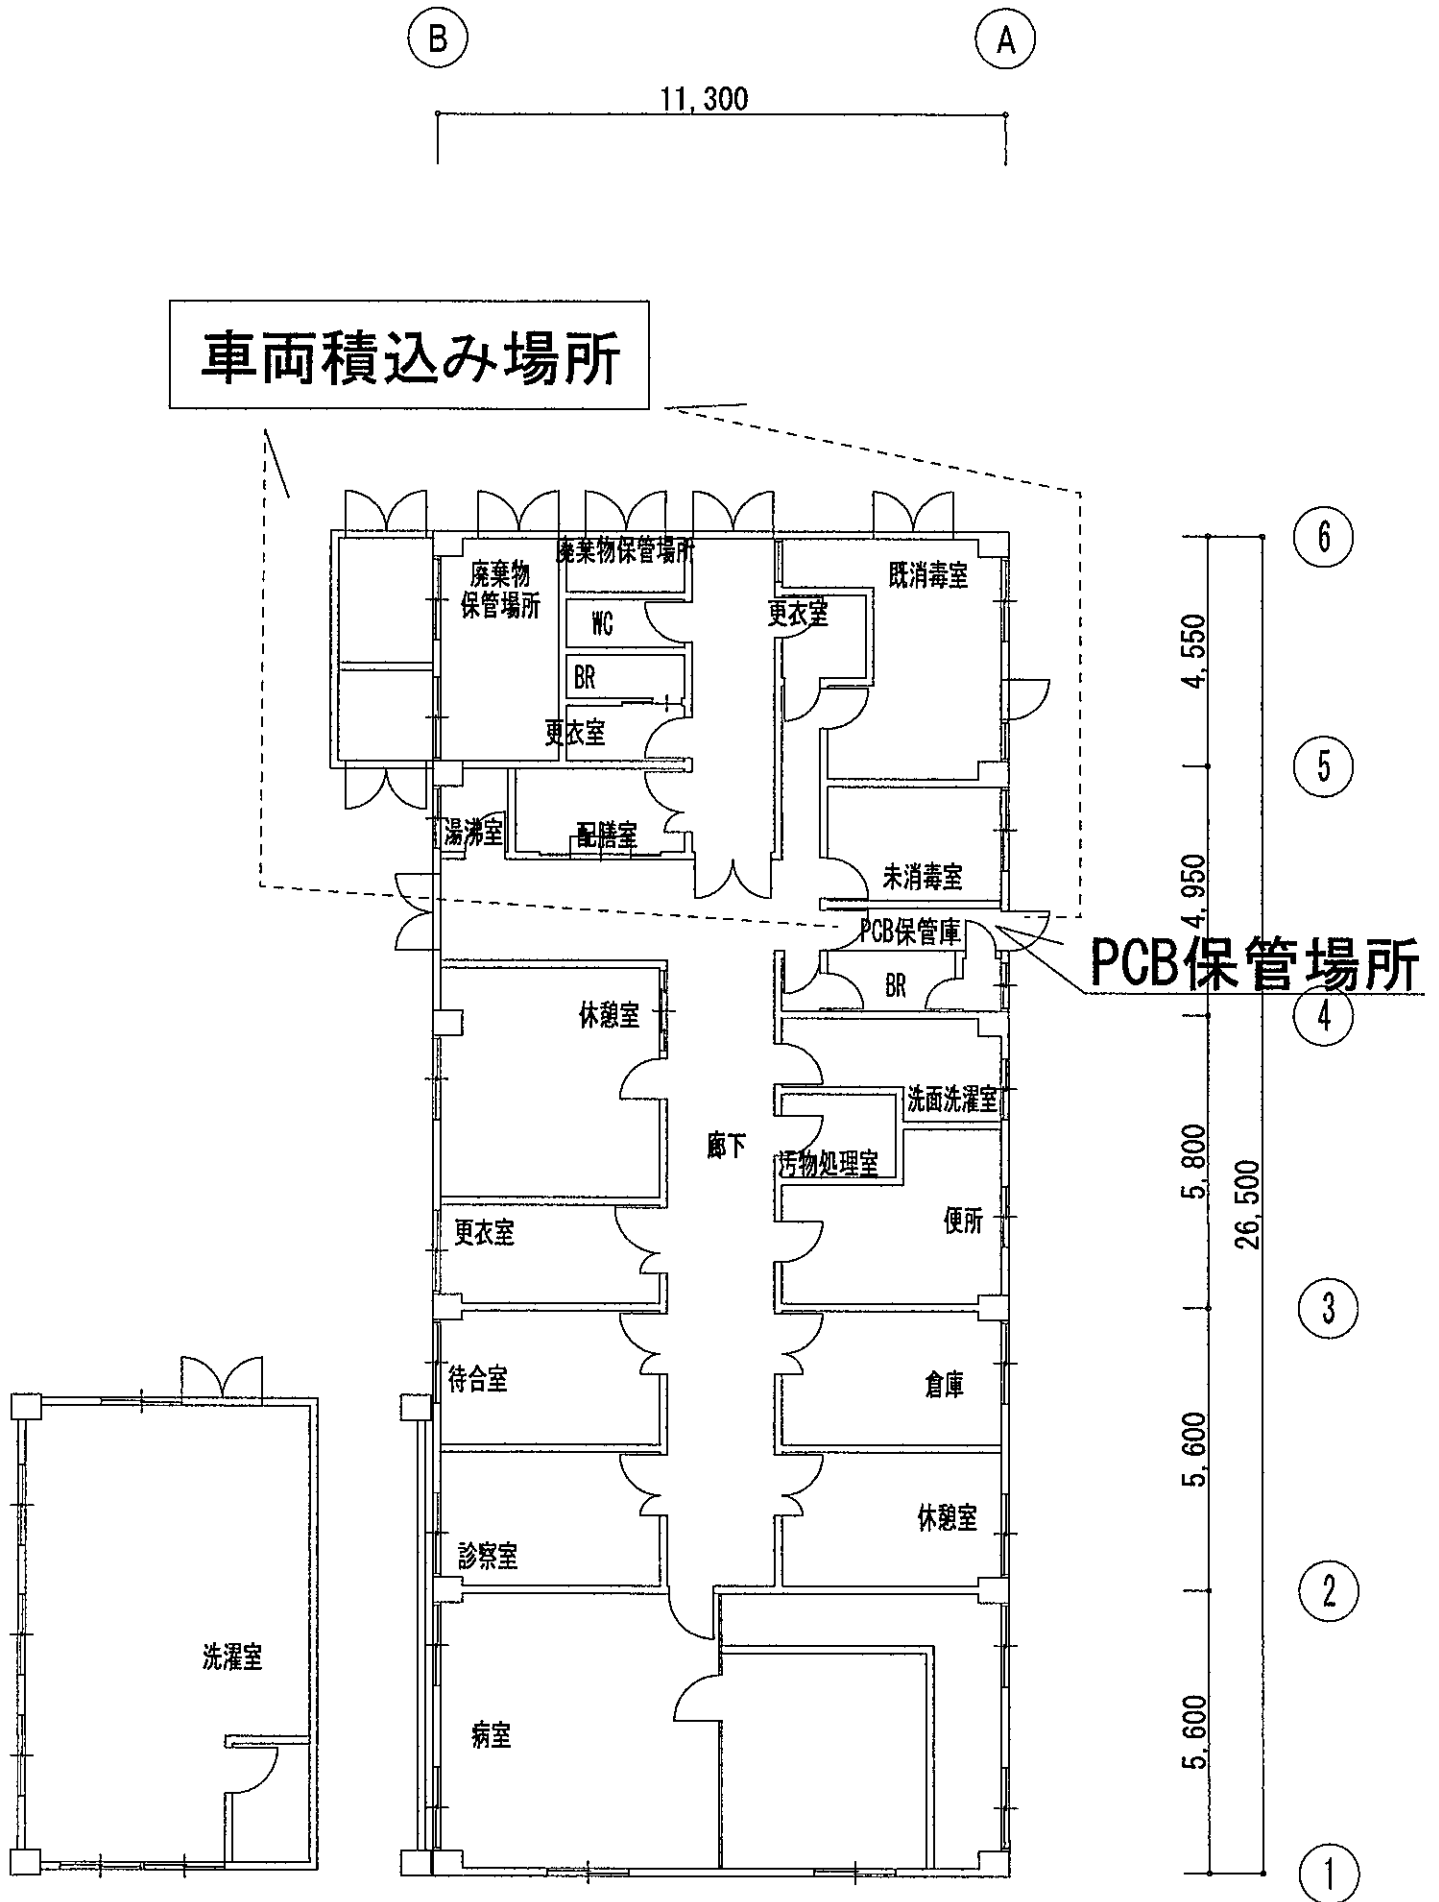 B
A
11,300
車両積込み場所
6
廃棄物保管場所
廃棄物
保管場所
既消毒室
WC
更衣室
4,550
BR
更衣室
5
湯沸室
配膳室
未消毒室
4,950
PCB保管庫
PCB保管場所
BR
休憩室
4
洗面洗濯室
廊下
汚物処理室
5,800
26,500
更衣室
便所
3
待合室
倉庫
5,600
休憩室
診察室
2
洗濯室
病室
5,600
1